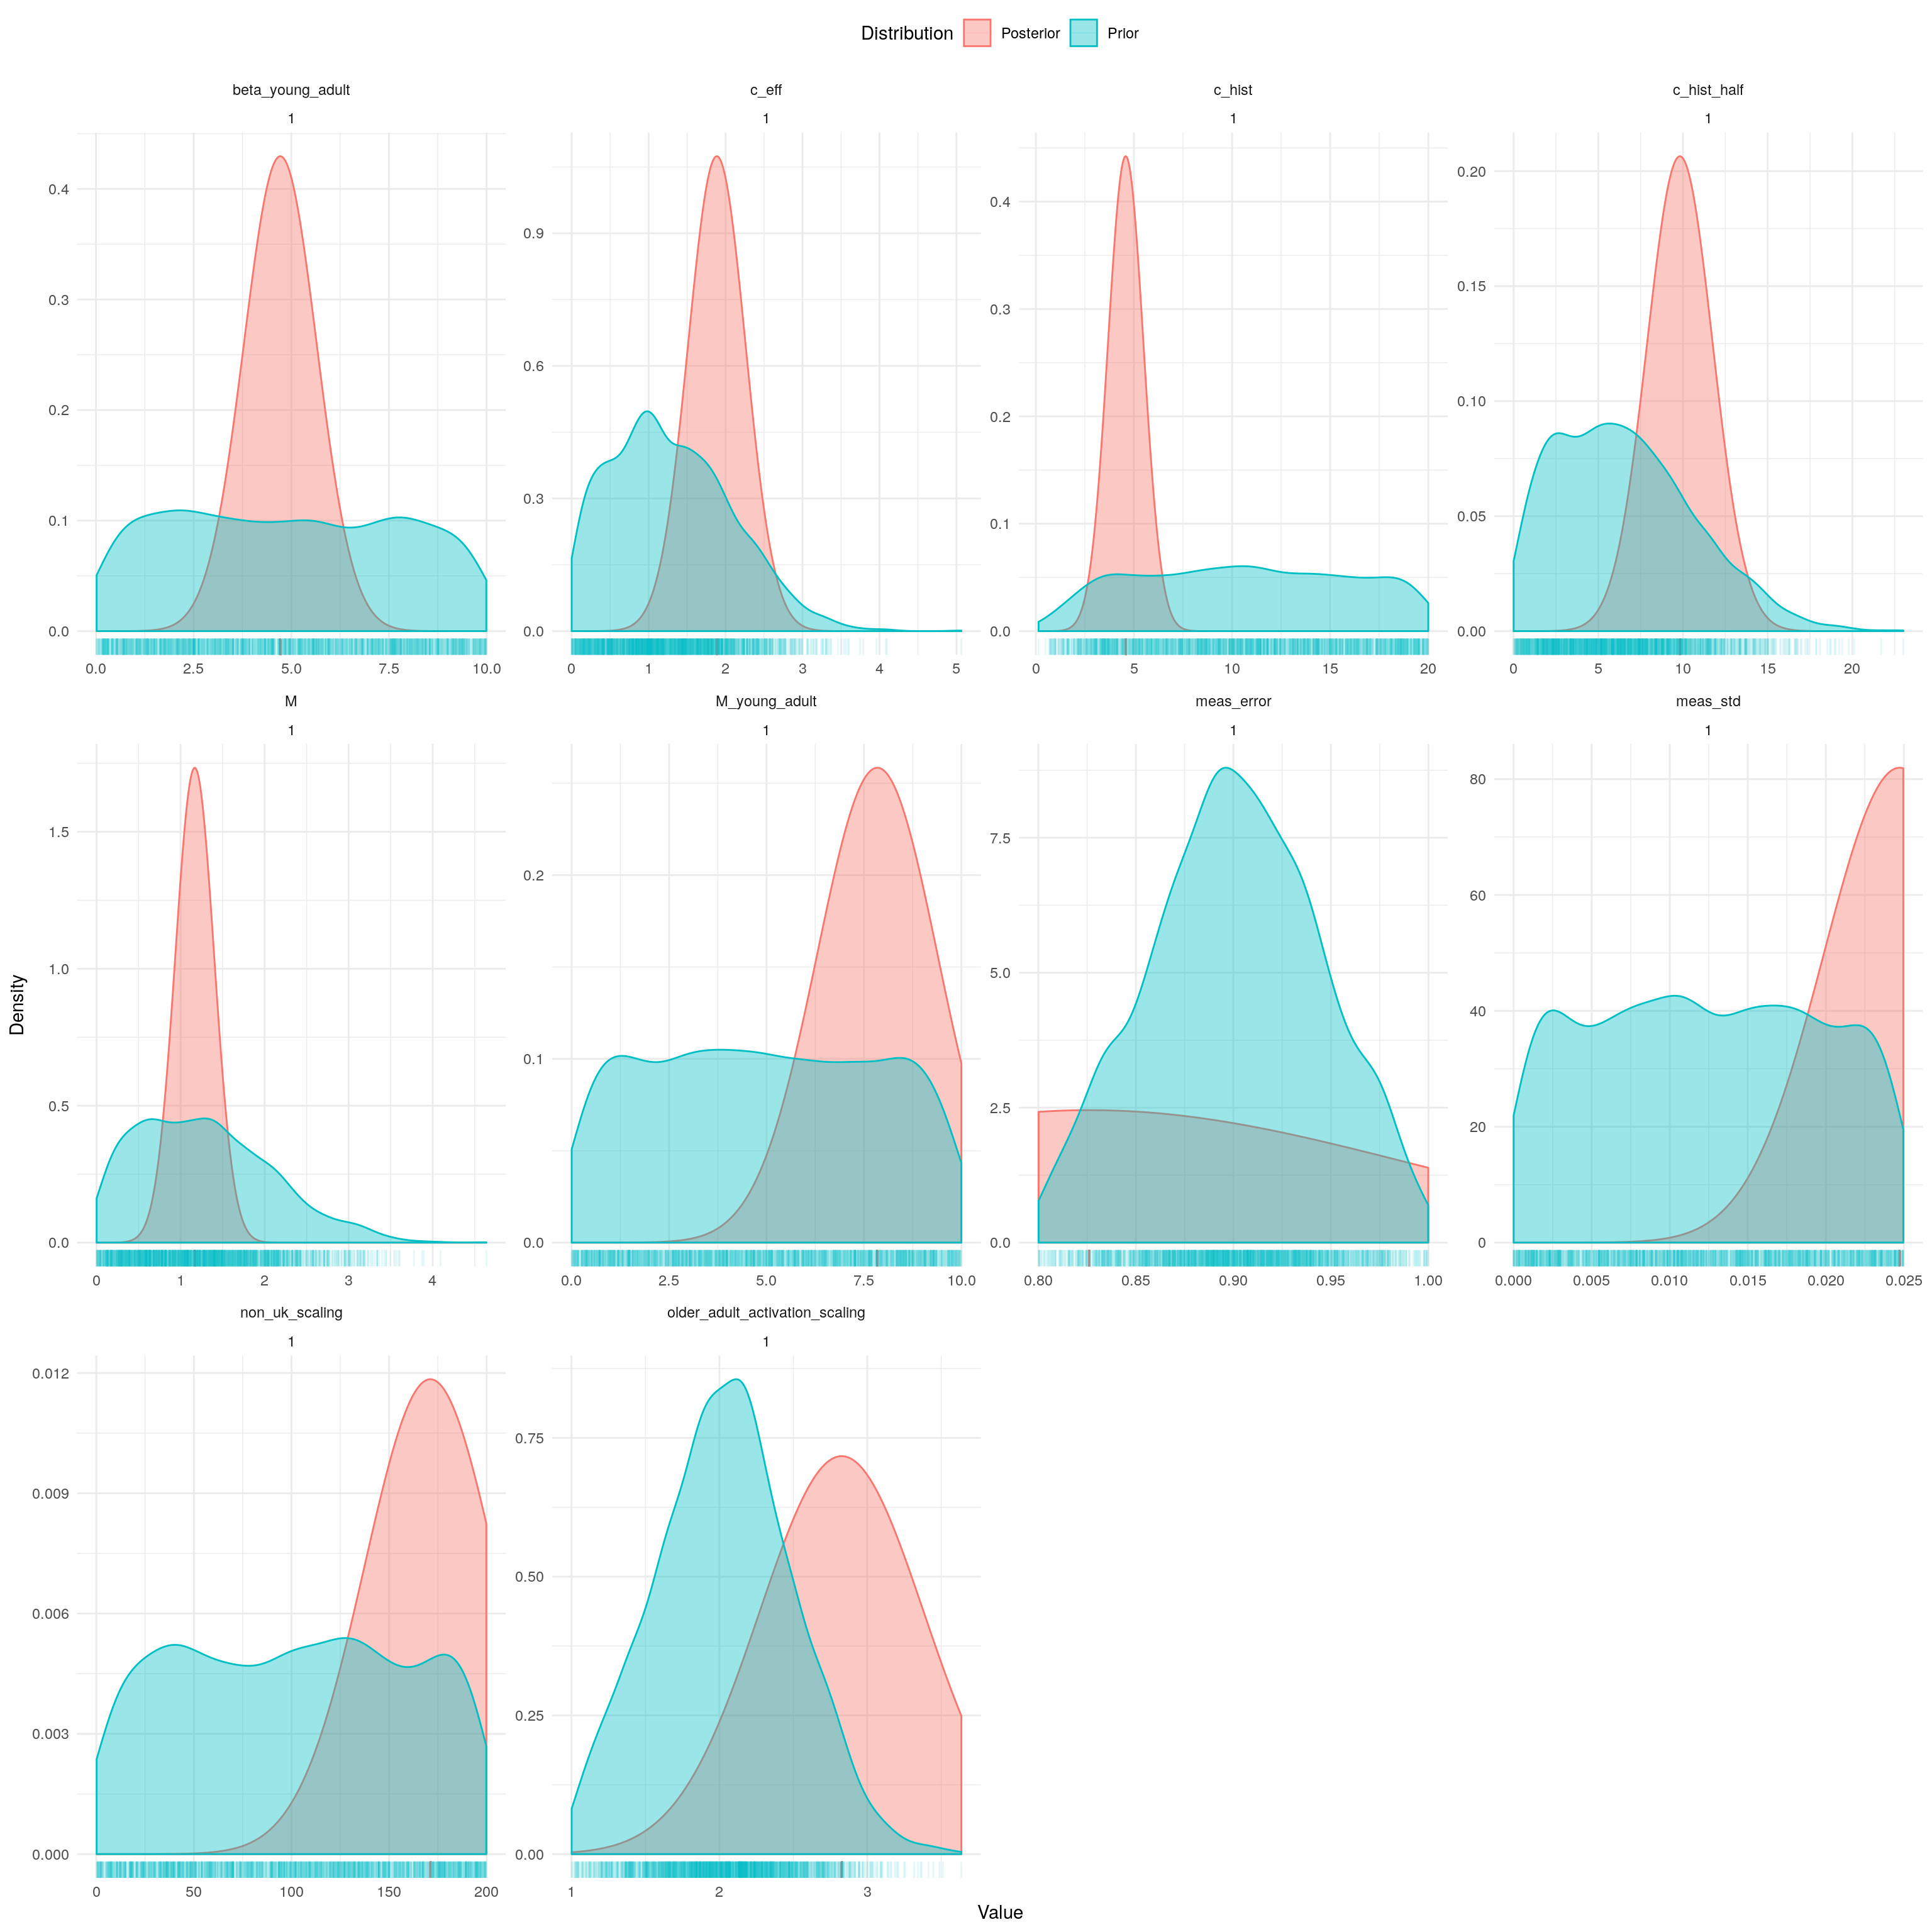 Distribution Posterior Prior
beta_young_adult c_eff c_hist c_hist_half
1 1 1 1
0.4 0.3 0.2 0.1 0.0
0.0 2.5 5.0 7.5 10.0
0.9 0.6 0.3 0.0
0 1 2 3 4 5
0.4 0.3 0.2 0.1 0.0
0 5 10 15 20
0.20 0.15 0.10 0.05 0.00
0 5 10 15 20
M M_young_adult meas_error meas_std
1 1 1 1
Density
1.5 1.0 0.5 0.0
0 1 2 3 4
0.2 0.1 0.0
0.0 2.5 5.0 7.5 10.0
7.5 5.0 2.5 0.0
0.80 0.85 0.90 0.95 1.00
80 60 40 20 0
0.000 0.005 0.010 0.015 0.020 0.025
non_uk_scaling older_adult_activation_scaling
1 1
0.012 0.009 0.006 0.003 0.000
0 50 100 150 200
0.75 0.50 0.25 0.00
1 2 3
Value